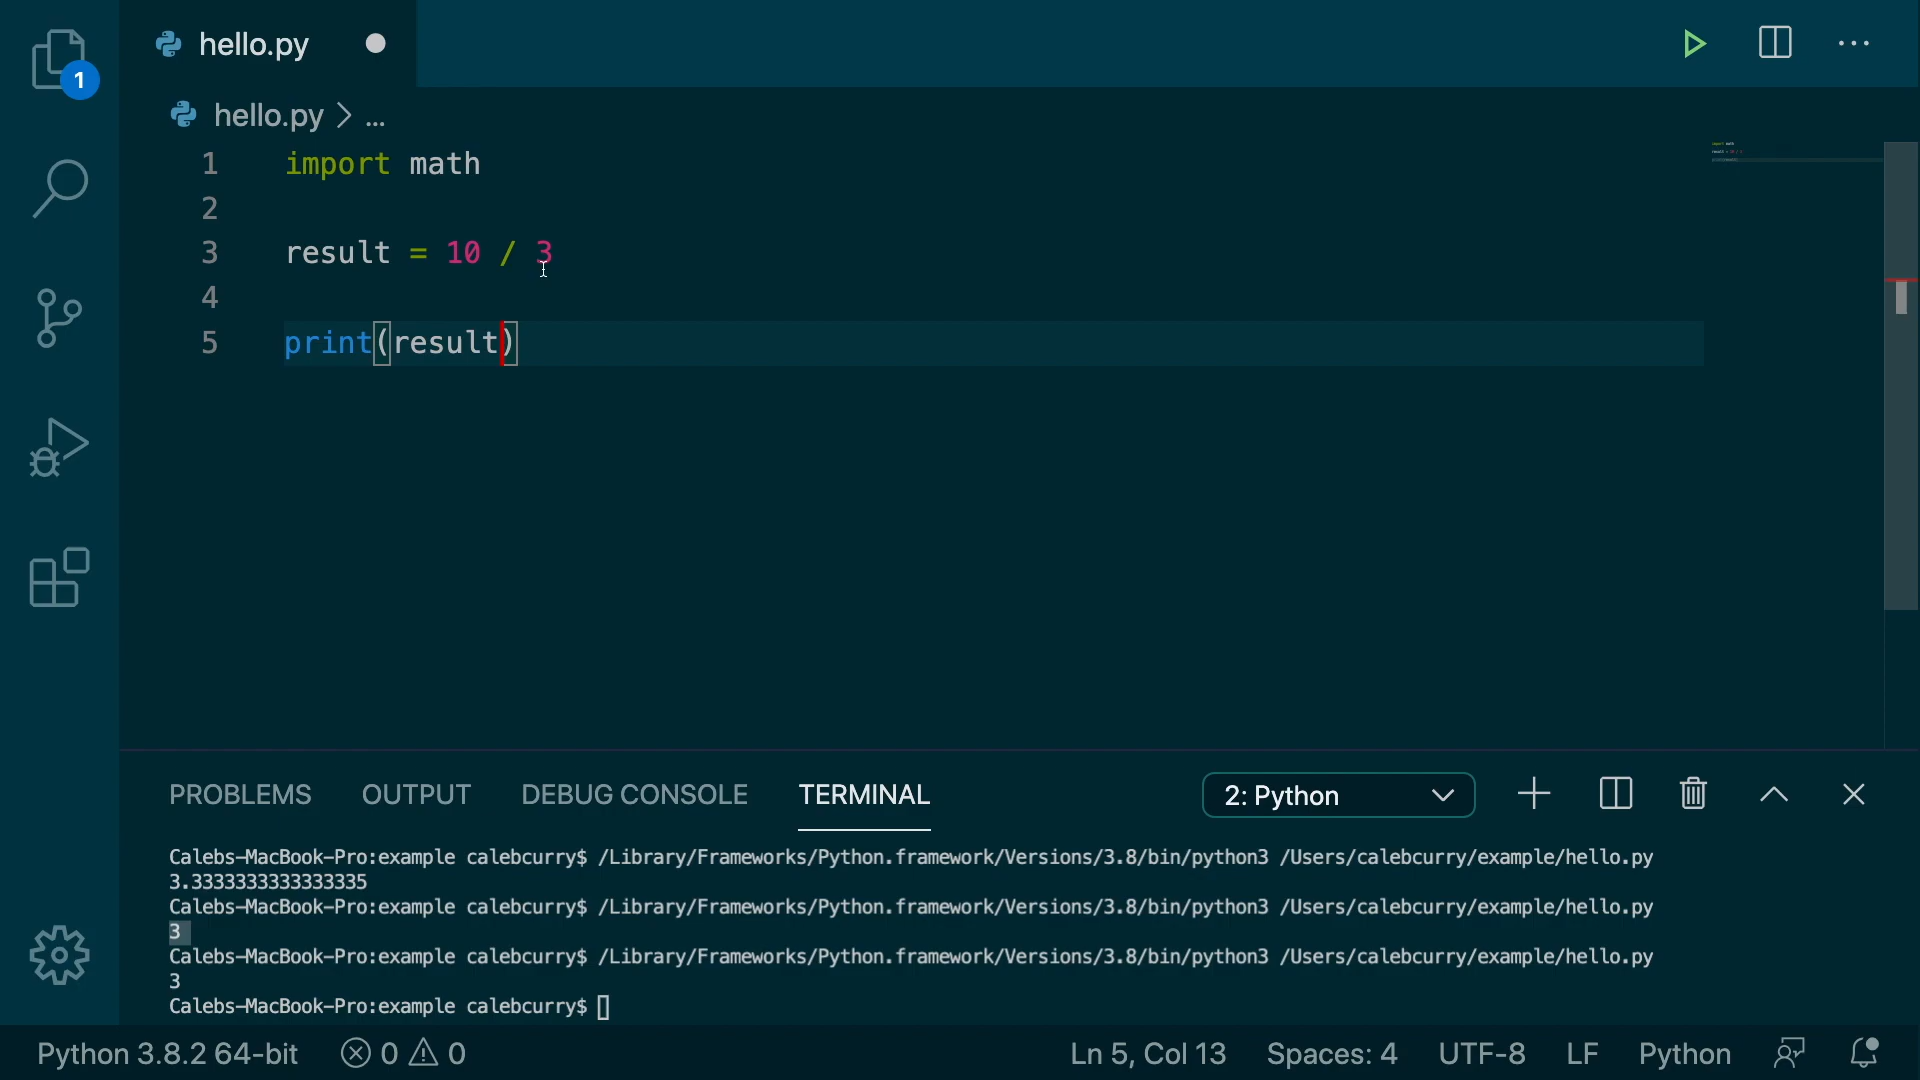 hello.py
1
hello.py > ...
1 import math
2
3 result = 10 / 3
4
5 print(result)
PROBLEMS OUTPUT DEBUG CONSOLE TERMINAL 2: Python
Calebs-MacBook-Pro:example calebcurry$ /Library/Frameworks/Python.framework/Versions/3.8/bin/python3 /Users/calebcurry/example/hello.py
3.3333333333333335
Calebs-MacBook-Pro:example calebcurry$ /Library/Frameworks/Python.framework/Versions/3.8/bin/python3 /Users/calebcurry/example/hello.py
3
Calebs-MacBook-Pro:example calebcurry$ /Library/Frameworks/Python.framework/Versions/3.8/bin/python3 /Users/calebcurry/example/hello.py
3
Calebs-MacBook-Pro:example calebcurry$
Python 3.8.2 64-bit 0 0 Ln 5, Col 13 Spaces: 4 UTF-8 LF Python